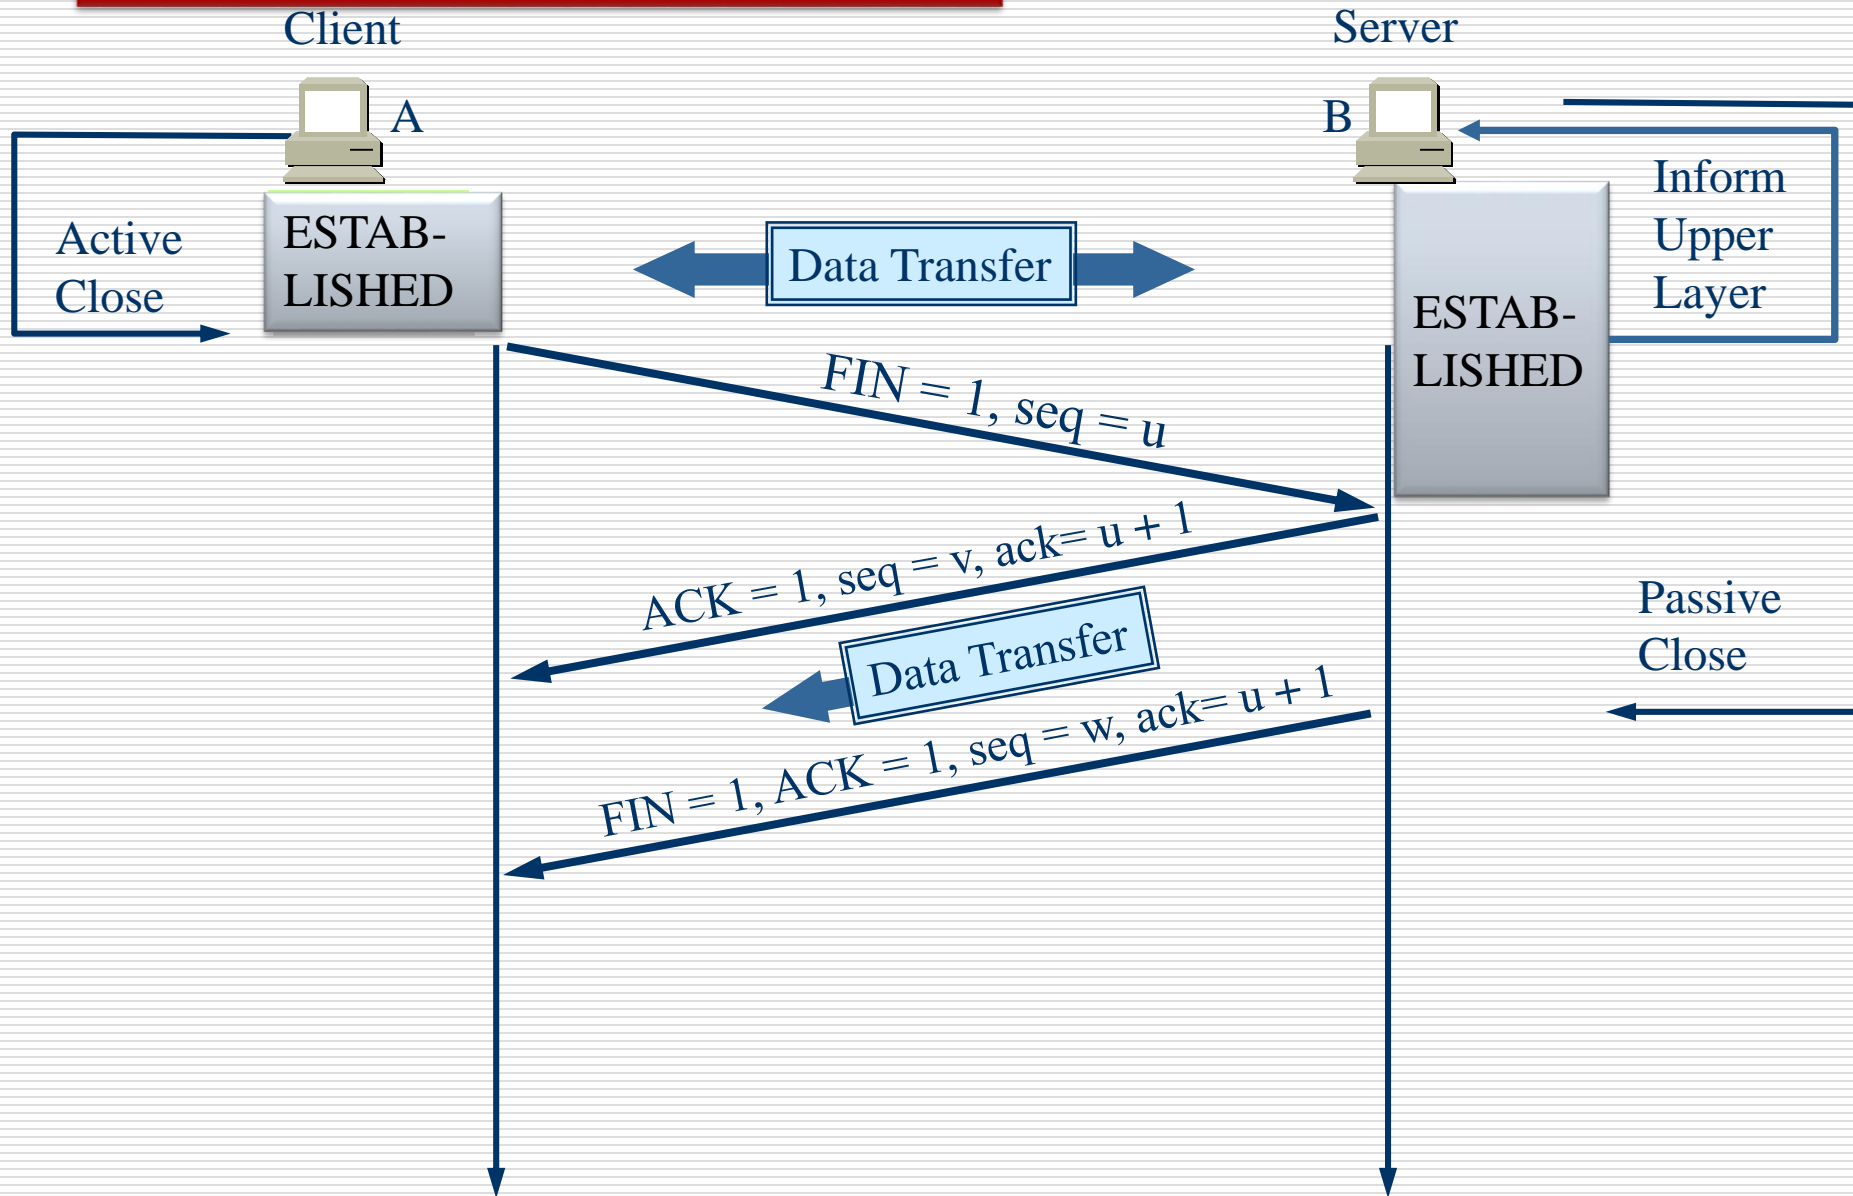 Client
Server
A
B
Active
Close
ESTAB-
LISHED
Data Transfer
ESTAB-
LISHED
Inform
Upper
Layer
FIN = 1, seq = u
ACK = 1, seq = v, ack= u + 1
Data Transfer
Passive
Close
FIN = 1, ACK = 1, seq = w, ack= u + 1